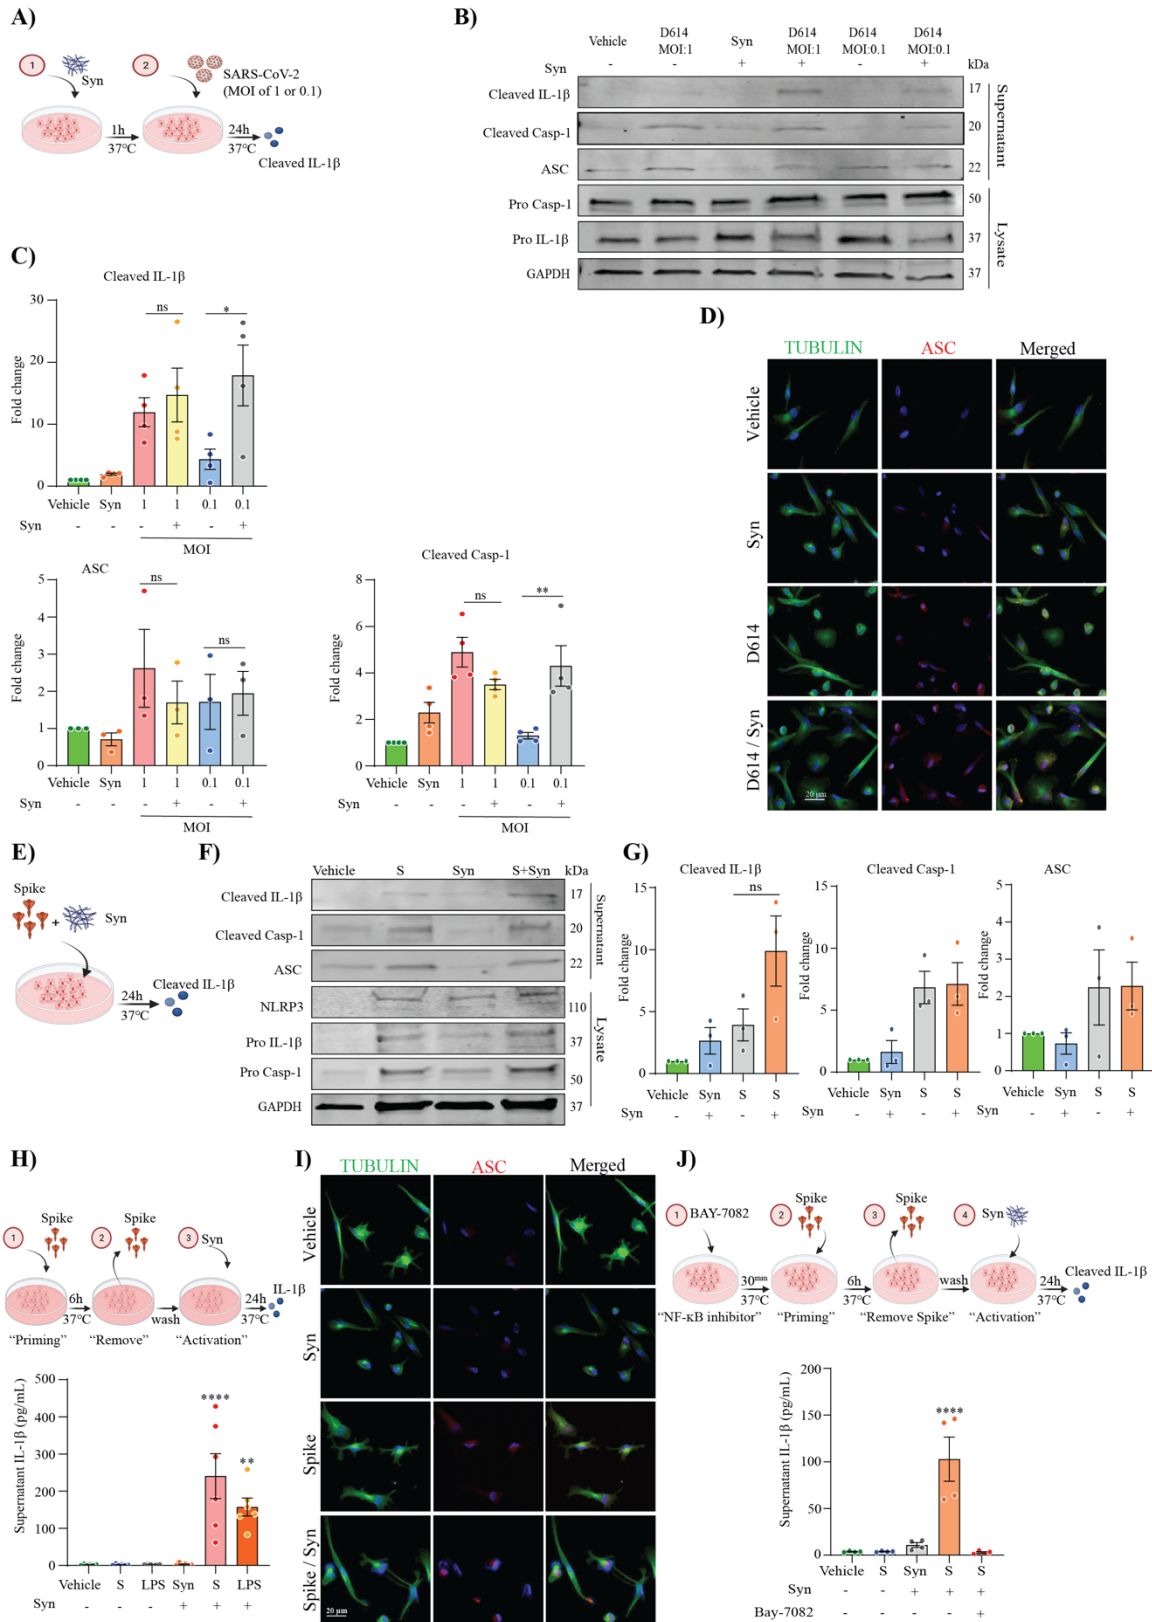 A)
1
Syn
2
SARS-CoV-2
(MOI of 1 or 0.1)
1h
37°C
24h
37°C
Cleaved IL-1β
B)
Vehicle
D614
MOI:1
Syn
D614
MOI:1
D614
MOI:0.1
D614
MOI:0.1
Syn - - + + - + kDa
Cleaved IL-1β 17
Cleaved Casp-1 20
ASC 22
Pro Casp-1 50
Pro IL-1β 37
GAPDH 37
Supernatant
Lysate
C)
Cleaved IL-1β
Fold change
30
20
10
0
ns
*
Vehicle Syn 1 1 0.1 0.1
Syn - - - + - +
MOI
ASC
Fold change
5
4
3
2
1
0
ns
ns
Vehicle Syn 1 1 0.1 0.1
Syn - - - + - +
MOI
Cleaved Casp-1
Fold change
8
6
4
2
0
ns
**
Vehicle Syn 1 1 0.1 0.1
Syn - - - + - +
MOI
D)
TUBULIN ASC Merged
Vehicle
Syn
D614
D614 / Syn
20 µm
E)
Spike
+
Syn
24h
37°C
Cleaved IL-1β
F)
Vehicle S Syn S+Syn kDa
Cleaved IL-1β 17
Cleaved Casp-1 20
ASC 22
NLRP3 110
Pro IL-1β 37
Pro Casp-1 50
GAPDH 37
Supernatant
Lysate
G)
Cleaved IL-1β
Fold change
15
10
5
0
ns
Vehicle Syn S S
Syn - + - +
Cleaved Casp-1
Fold change
15
10
5
0
Vehicle Syn S S
- + - +
ASC
Fold change
5
4
3
2
1
0
Vehicle Syn S S
- + - +
H)
1
Spike
2
Spike
3
Syn
6h
37°C
wash
24h
37°C
IL-1β
“Priming” “Remove” “Activation”
Supernatant IL-1β (pg/mL)
500
400
300
200
100
0
****
**
Vehicle S LPS Syn S LPS
Syn - - - + + +
I)
TUBULIN ASC Merged
Vehicle
Syn
Spike
Spike / Syn
20 µm
J)
1
BAY-7082
2
Spike
3
Spike
4
Syn
30min
37°C
6h
37°C
wash
24h
37°C
Cleaved IL-1β
“NF-κB inhibitor” “Priming” “Remove Spike” “Activation”
Supernatant IL-1β (pg/mL)
200
150
100
50
0
****
Vehicle S Syn S S
Syn - - + + +
Bay-7082 - - - - +